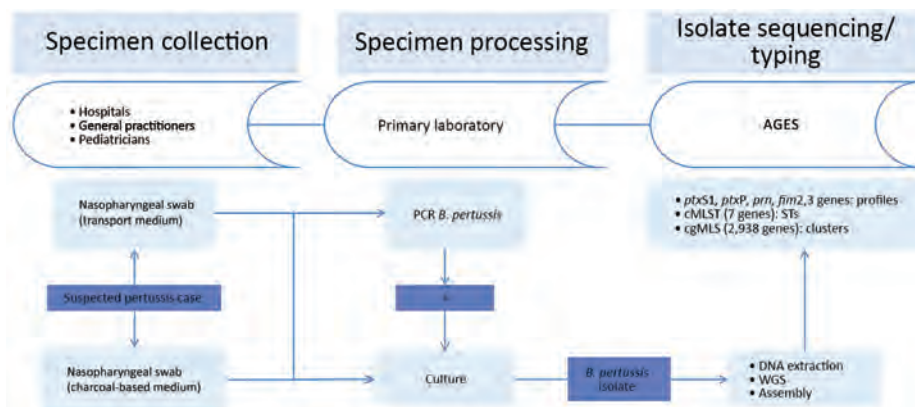 Specimen collection
Specimen processing
Isolate sequencing/
typing
• Hospitals
• General practitioners
• Pediatricians
Primary laboratory
AGES
Nasopharyngeal swab
(transport medium)
PCR B. pertussis
• ptxS1, ptxP, prn, fim2,3 genes: profiles
• cMLST (7 genes): STs
• cgMLS (2,938 genes): clusters
Suspected pertussis case
+
Nasopharyngeal swab
(charcoal-based medium)
Culture
B. pertussis
isolate
• DNA extraction
• WGS
• Assembly